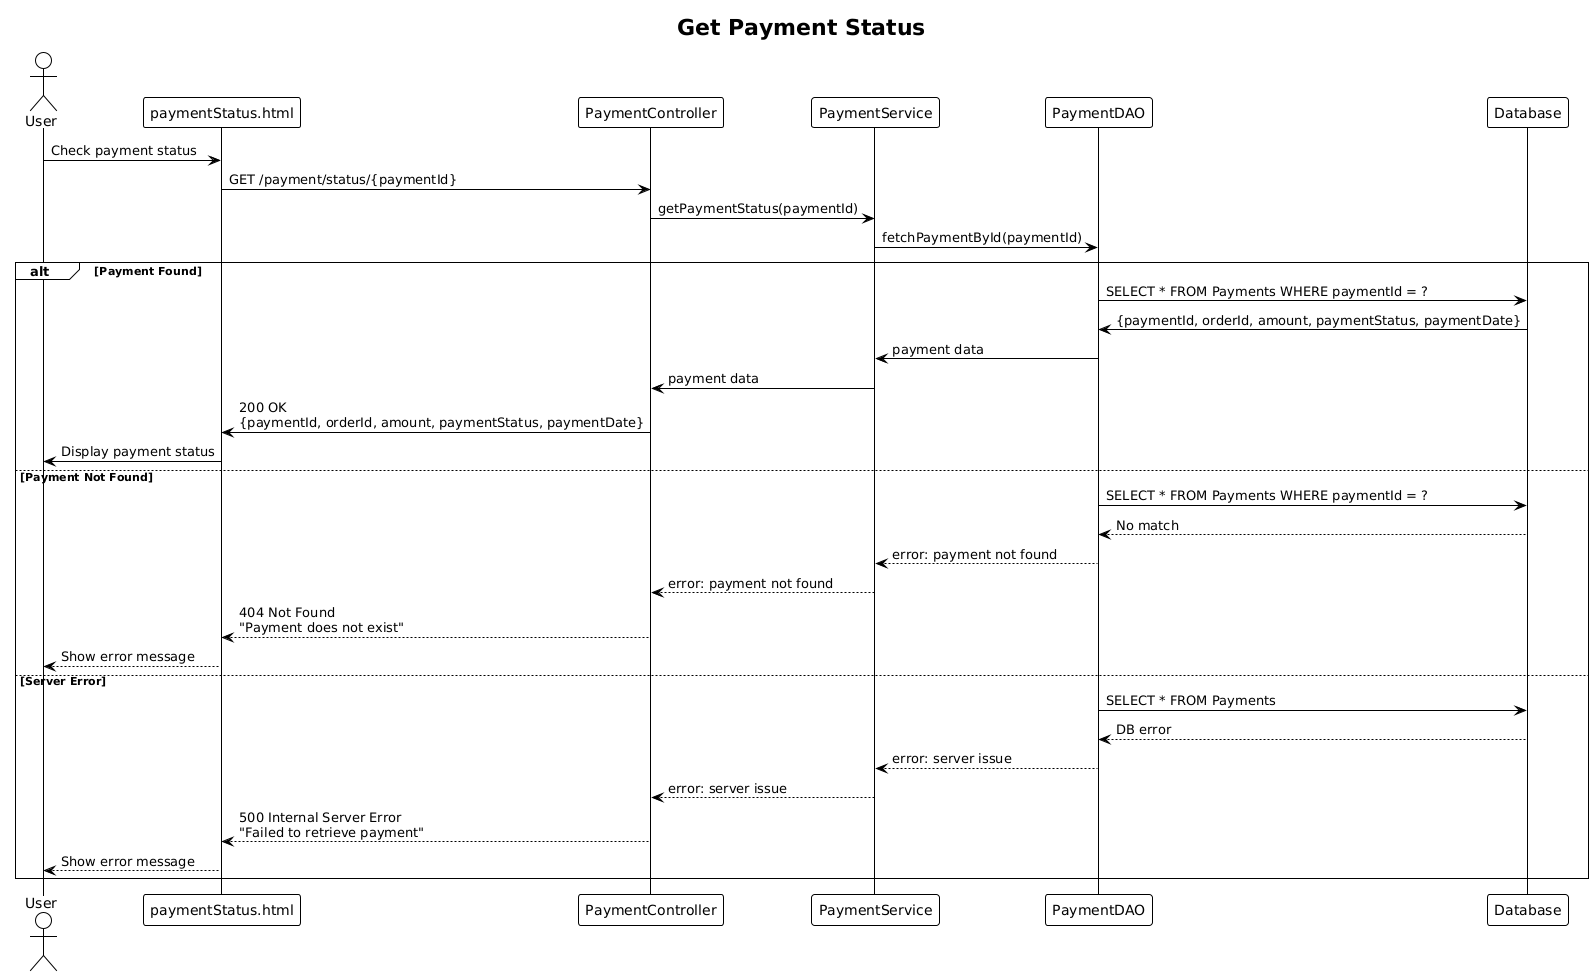 Get Payment Status
User
paymentStatus.html
PaymentController
PaymentService
PaymentDAO
Database
Check payment status
GET /payment/status/{paymentId}
getPaymentStatus(paymentId)
fetchPaymentById(paymentId)
alt
[Payment Found]
SELECT * FROM Payments WHERE paymentId = ?
{paymentId, orderId, amount, paymentStatus, paymentDate}
payment data
payment data
200 OK
{paymentId, orderId, amount, paymentStatus, paymentDate}
Display payment status
[Payment Not Found]
SELECT * FROM Payments WHERE paymentId = ?
No match
error: payment not found
error: payment not found
404 Not Found
"Payment does not exist"
Show error message
[Server Error]
SELECT * FROM Payments
DB error
error: server issue
error: server issue
500 Internal Server Error
"Failed to retrieve payment"
Show error message
User
paymentStatus.html
PaymentController
PaymentService
PaymentDAO
Database